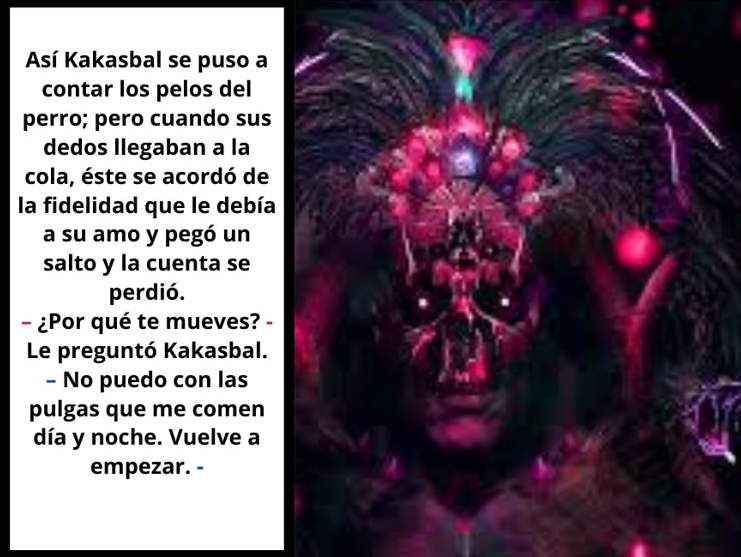 Así Kakasbal se puso a
contar los pelos del
perro; pero cuando sus
dedos llegaban a la
cola, éste se acordó de
la fidelidad que le debía
a su amo y pegó un
salto y la cuenta se
perdió.
– ¿Por qué te mueves? -
Le preguntó Kakasbal.
– No puedo con las
pulgas que me comen
día y noche. Vuelve a
empezar. -